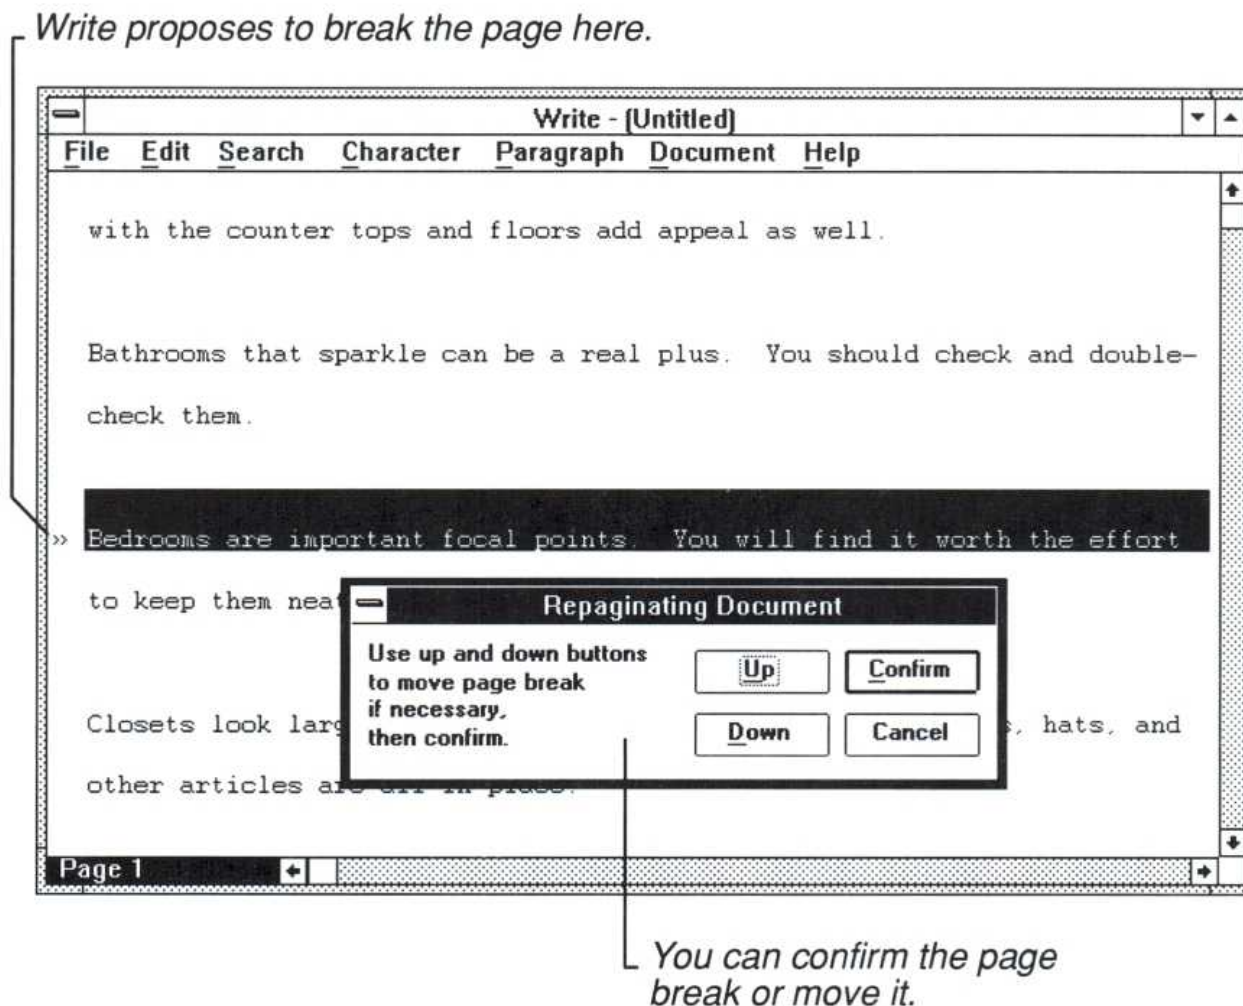 Write proposes to break the page here.
Write - (Untitled)
File Edit Search Character Paragraph Document Help
with the counter tops and floors add appeal as well.
Bathrooms that sparkle can be a real plus. You should check and double-
check them.
» Bedrooms are important focal points. You will find it worth the effort
to keep them neat
Repaginating Document
Use up and down buttons
to move page break
if necessary,
then confirm.
Up Confirm
Down Cancel
Closets look larg , hats, and
other articles are all in place.
Page 1
You can confirm the page
break or move it.